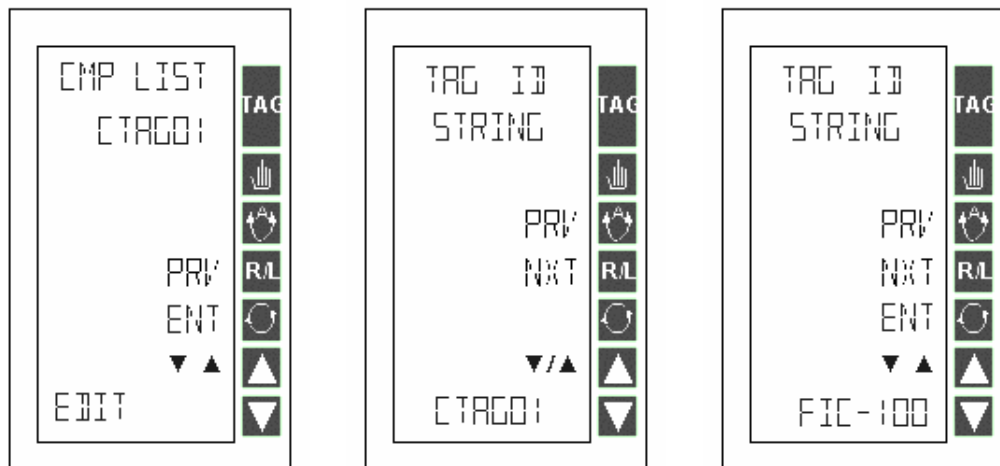 CMP LIST
CTAG01
PRV
ENT
▼ ▲
EDIT
TAG
R/L
TAG ID
STRING
PRV
NXT
▼/▲
CTAG01
TAG
R/L
TAG ID
STRING
PRV
NXT
ENT
▼ ▲
FIC-100
TAG
R/L